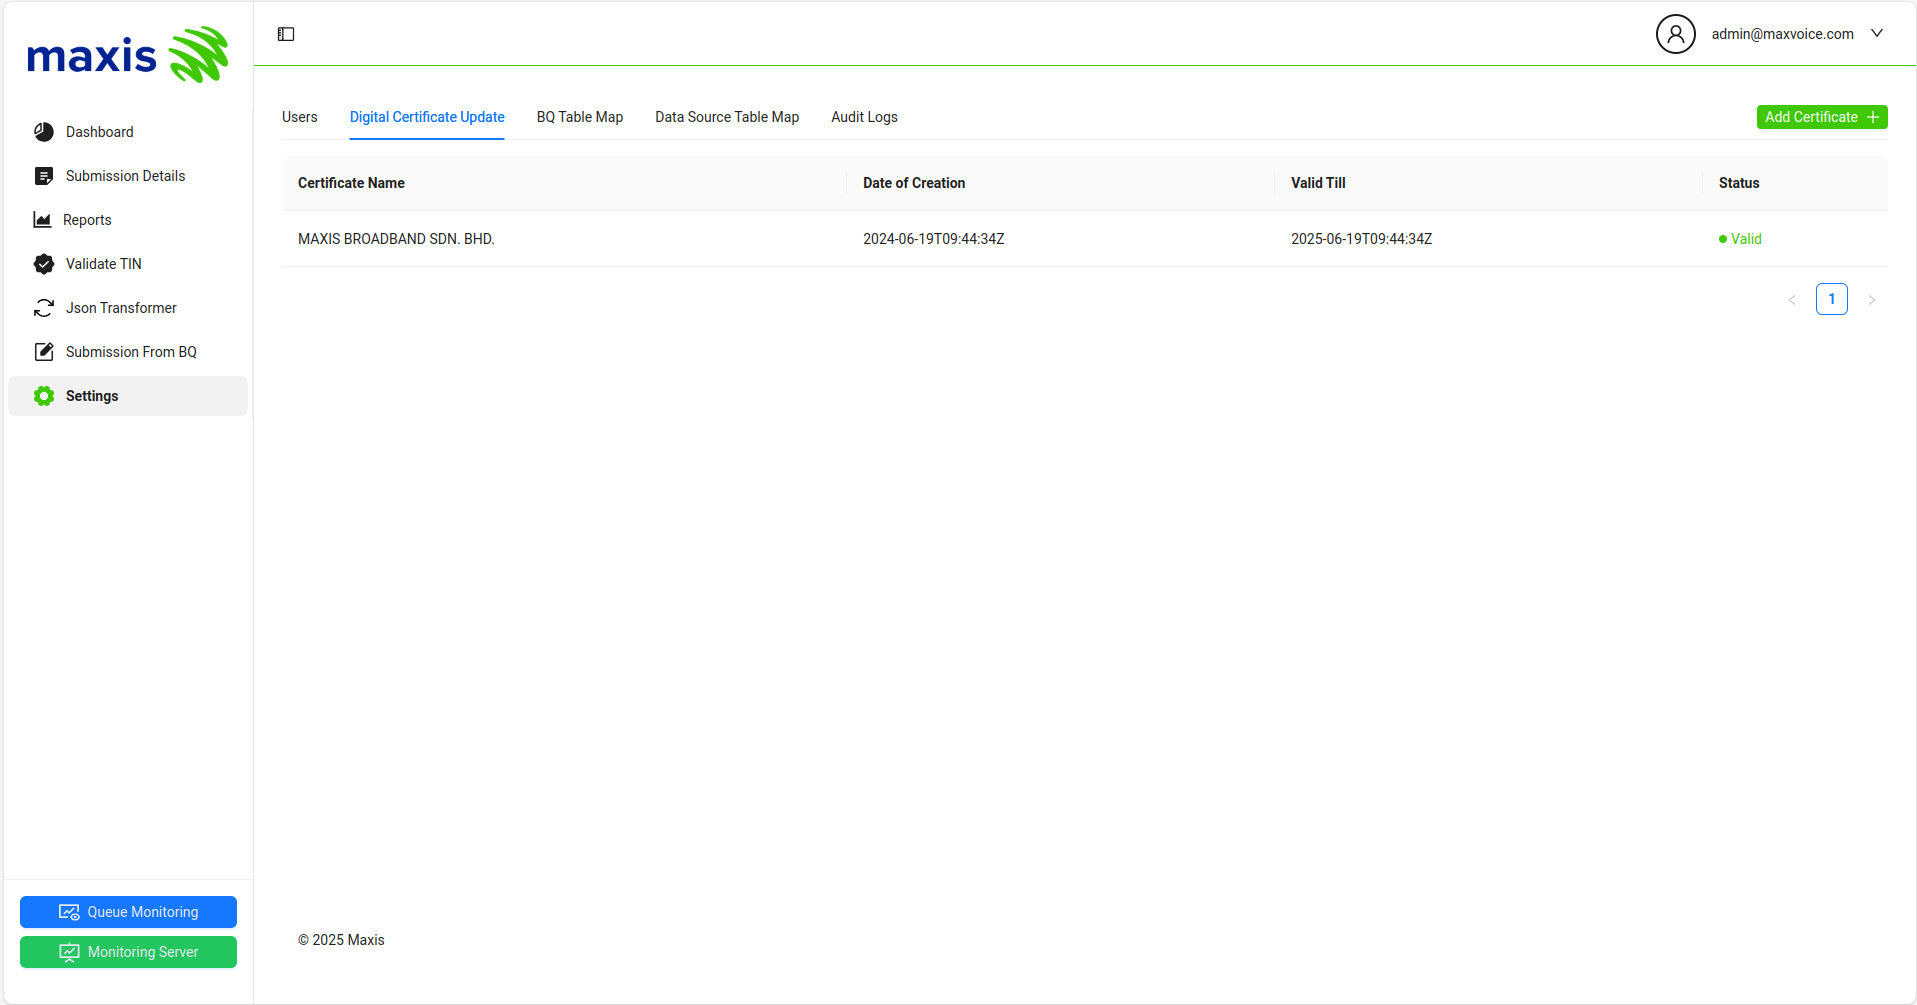 maxis
admin@maxvoice.com
Dashboard
Submission Details
Reports
Validate TIN
Json Transformer
Submission From BQ
Settings
Users Digital Certificate Update BQ Table Map Data Source Table Map Audit Logs
Add Certificate
Certificate Name Date of Creation Valid Till Status
MAXIS BROADBAND SDN. BHD. 2024-06-19T09:44:34Z 2025-06-19T09:44:34Z Valid
1
Queue Monitoring
Monitoring Server
© 2025 Maxis